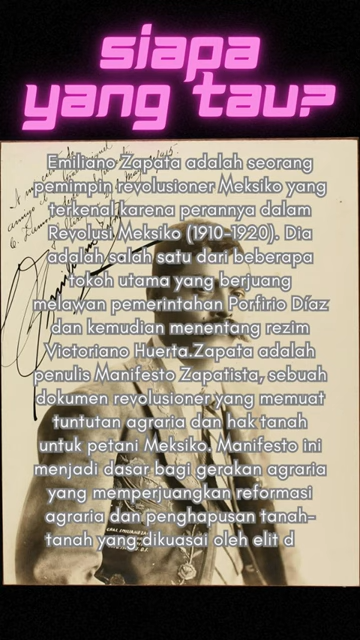 siapa
yang tau?
Emiliano Zapata adalah seorang
pemimpin revolusioner Meksiko yang
terkenal karena perannya dalam
Revolusi Meksiko (1910-1920). Dia
adalah salah satu dari beberapa
tokoh utama yang berjuang
melawan pemerintahan Porfirio Díaz
dan kemudian menentang rezim
Victoriano Huerta.Zapata adalah
penulis Manifesto Zapatista, sebuah
dokumen revolusioner yang memuat
tuntutan agraria dan hak tanah
untuk petani Meksiko. Manifesto ini
menjadi dasar bagi gerakan agraria
yang memperjuangkan reformasi
agraria dan penghapusan tanah-
tanah yang dikuasai oleh elit d